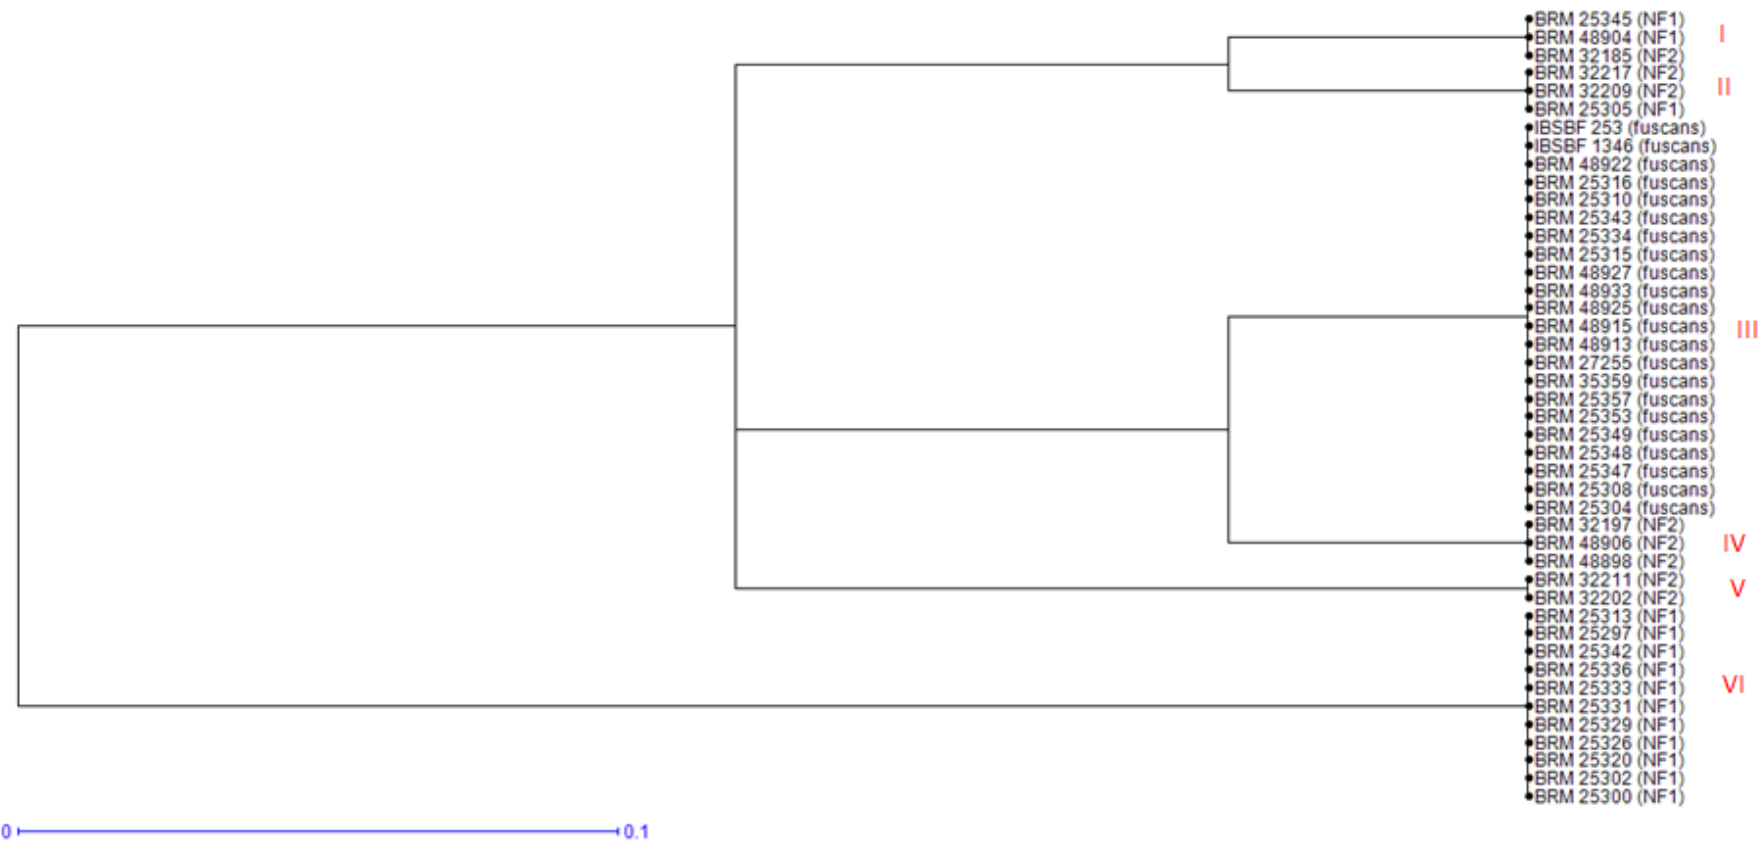 BRM 25345 (NF1)
BRM 48904 (NF1)
I
BRM 32185 (NF2)
BRM 32217 (NF2)
BRM 32209 (NF2)
II
BRM 25305 (NF1)
IBSBF 253 (fuscans)
IBSBF 1346 (fuscans)
BRM 48922 (fuscans)
BRM 25316 (fuscans)
BRM 25310 (fuscans)
BRM 25343 (fuscans)
BRM 25334 (fuscans)
BRM 25315 (fuscans)
BRM 48927 (fuscans)
BRM 48933 (fuscans)
BRM 48925 (fuscans)
BRM 48915 (fuscans)
III
BRM 48913 (fuscans)
BRM 27255 (fuscans)
BRM 35359 (fuscans)
BRM 25357 (fuscans)
BRM 25353 (fuscans)
BRM 25349 (fuscans)
BRM 25348 (fuscans)
BRM 25347 (fuscans)
BRM 25308 (fuscans)
BRM 25304 (fuscans)
BRM 32197 (NF2)
BRM 48906 (NF2)
IV
BRM 48898 (NF2)
BRM 32211 (NF2)
V
BRM 32202 (NF2)
BRM 25313 (NF1)
BRM 25297 (NF1)
BRM 25342 (NF1)
BRM 25336 (NF1)
BRM 25333 (NF1)
VI
BRM 25331 (NF1)
BRM 25329 (NF1)
BRM 25326 (NF1)
BRM 25320 (NF1)
BRM 25302 (NF1)
BRM 25300 (NF1)
0 0.1